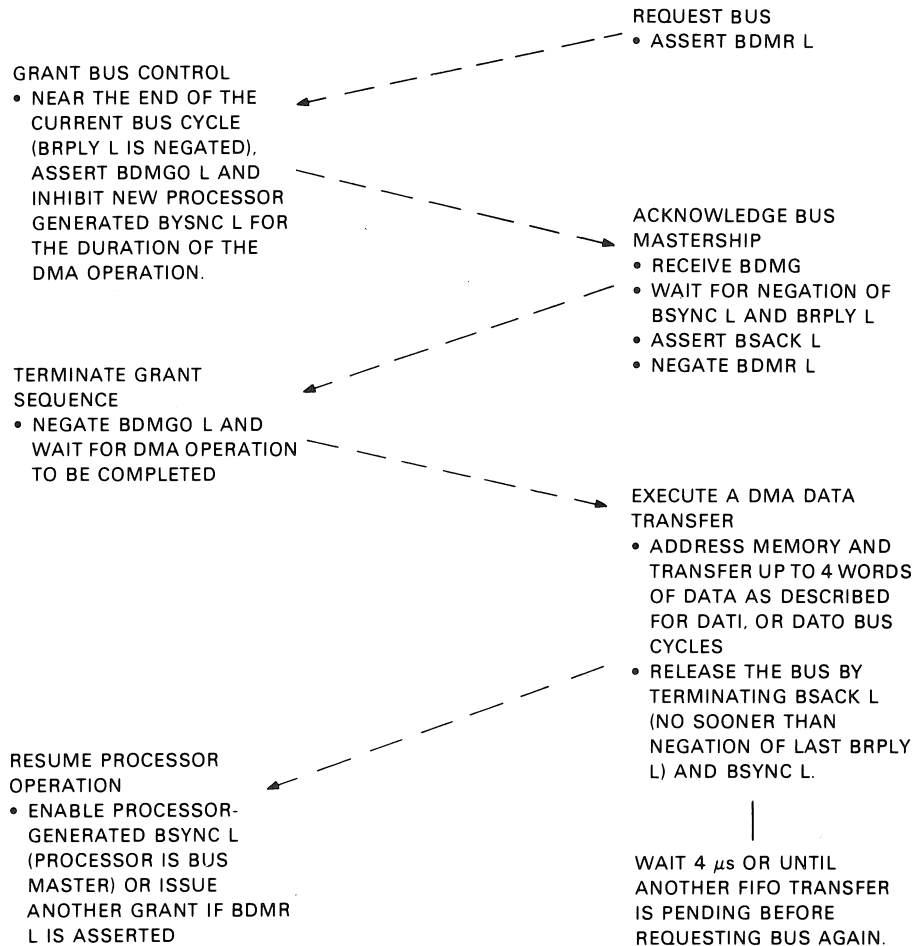 REQUEST BUS
• ASSERT BDMR L
GRANT BUS CONTROL
• NEAR THE END OF THE
CURRENT BUS CYCLE
(BRPLY L IS NEGATED),
ASSERT BDMGO L AND
INHIBIT NEW PROCESSOR
GENERATED BYSNC L FOR
THE DURATION OF THE
DMA OPERATION.
ACKNOWLEDGE BUS
MASTERSHIP
• RECEIVE BDMG
• WAIT FOR NEGATION OF
BSYNC L AND BRPLY L
• ASSERT BSACK L
• NEGATE BDMR L
TERMINATE GRANT
SEQUENCE
• NEGATE BDMGO L AND
WAIT FOR DMA OPERATION
TO BE COMPLETED
EXECUTE A DMA DATA
TRANSFER
• ADDRESS MEMORY AND
TRANSFER UP TO 4 WORDS
OF DATA AS DESCRIBED
FOR DATI, OR DATO BUS
CYCLES
• RELEASE THE BUS BY
TERMINATING BSACK L
(NO SOONER THAN
NEGATION OF LAST BRPLY
L) AND BSYNC L.
RESUME PROCESSOR
OPERATION
• ENABLE PROCESSOR-
GENERATED BSYNC L
(PROCESSOR IS BUS
MASTER) OR ISSUE
ANOTHER GRANT IF BDMR
L IS ASSERTED
WAIT 4 µs OR UNTIL
ANOTHER FIFO TRANSFER
IS PENDING BEFORE
REQUESTING BUS AGAIN.